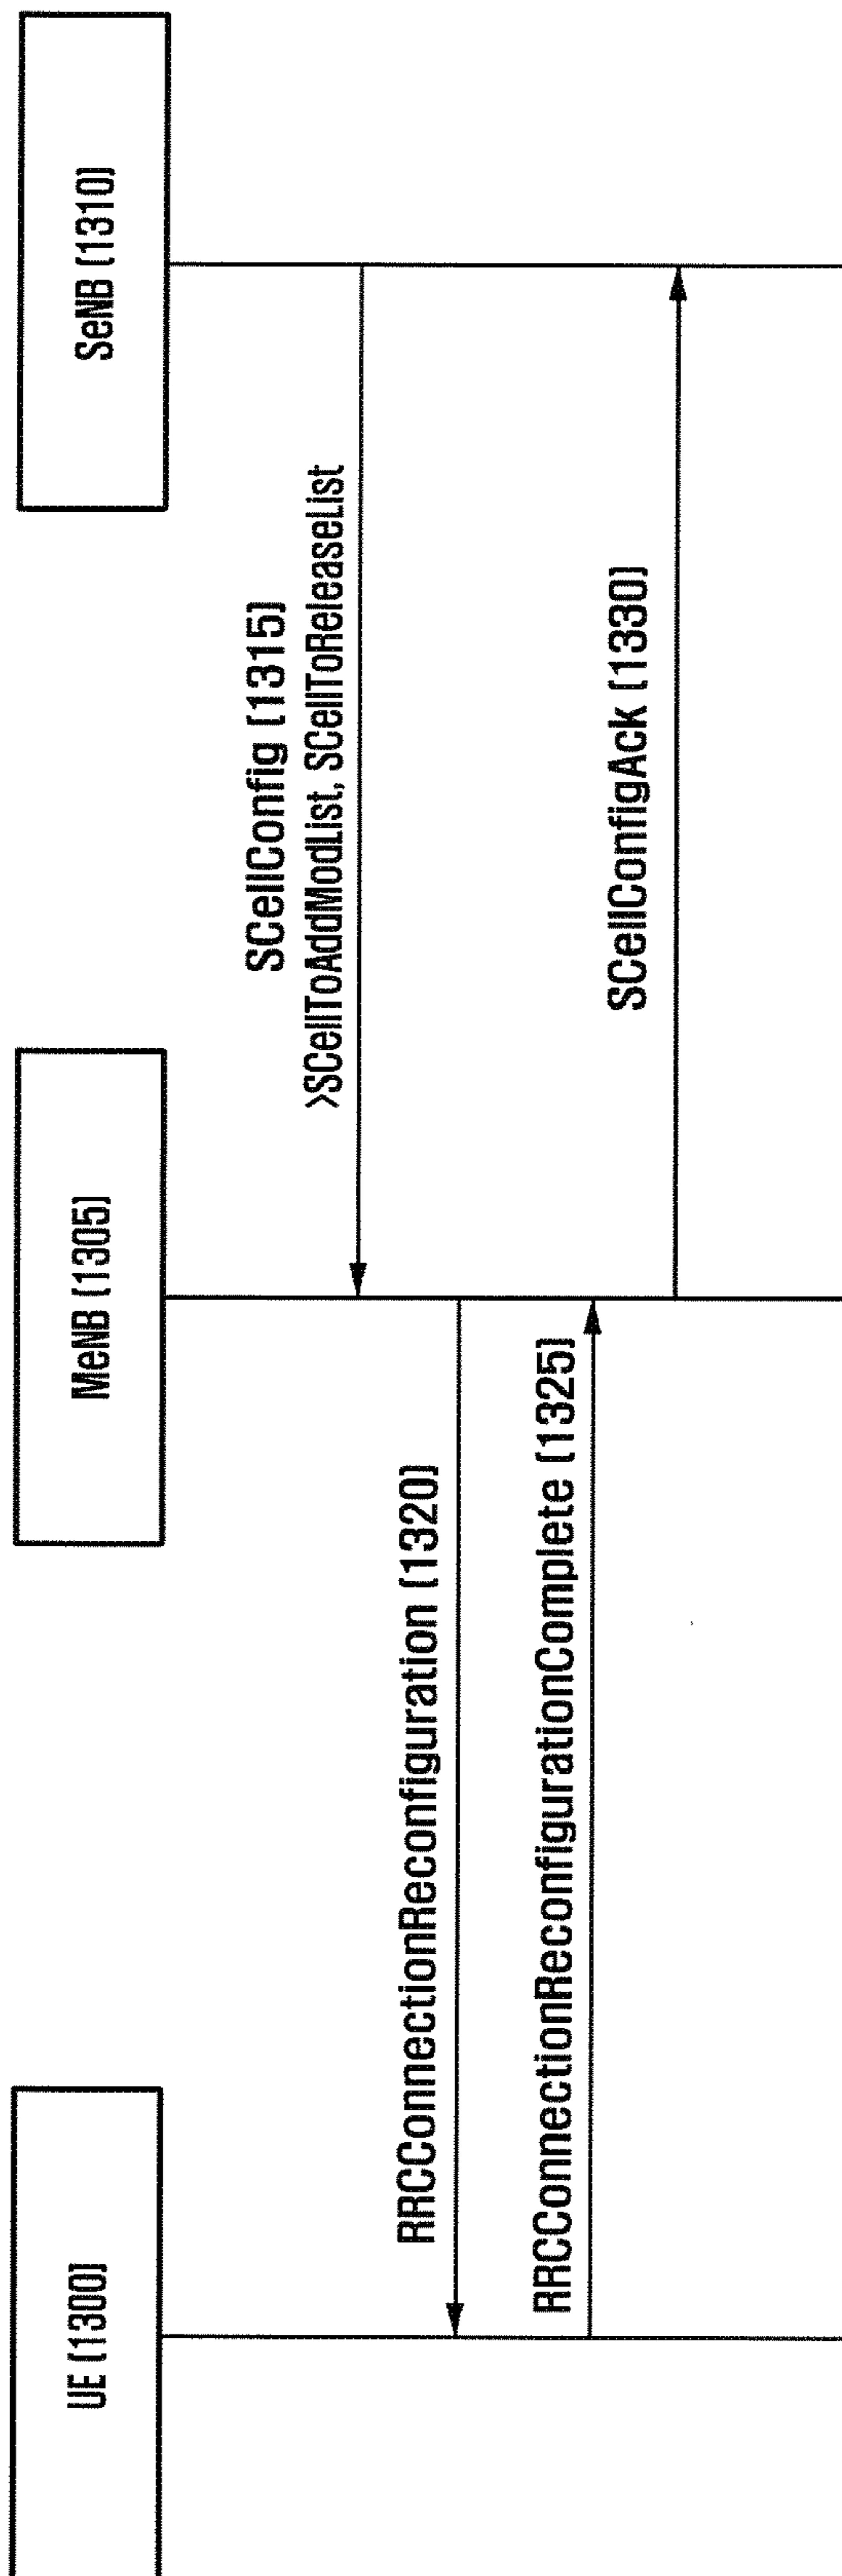 UE (1300)
MeNB (1305)
SeNB (1310)
SCellConfig (1315)
>SCellToAddModList, SCellToReleaseList
RRCConnectionReconfiguration (1320)
RRCConnectionReconfigurationComplete (1325)
SCellConfigAck (1330)